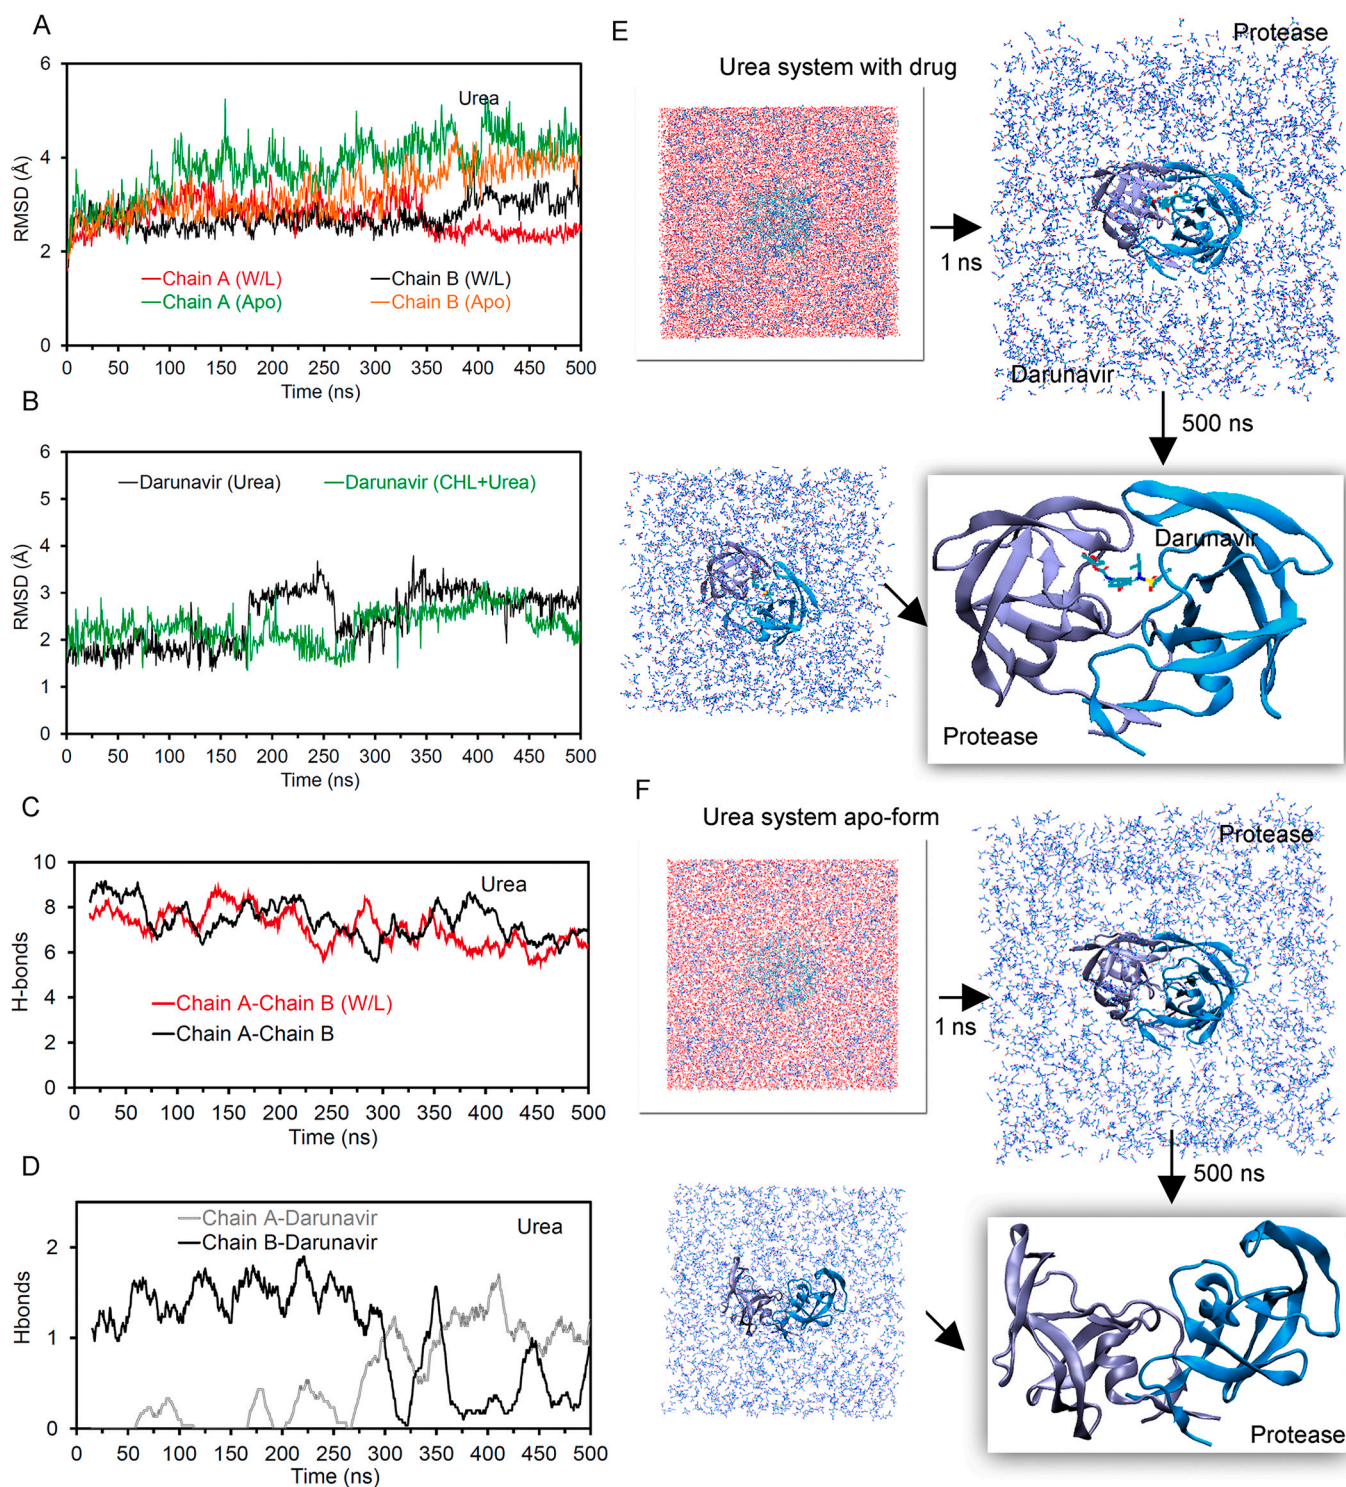 A
6
4
2
0
RMSD (Å)
Urea
Chain A (W/L)
Chain B (W/L)
Chain A (Apo)
Chain B (Apo)
0 50 100 150 200 250 300 350 400 450 500
Time (ns)
B
6
5
4
3
2
1
0
RMSD (Å)
Darunavir (Urea)
Darunavir (CHL+Urea)
0 50 100 150 200 250 300 350 400 450 500
Time (ns)
C
10
8
6
4
2
0
H-bonds
Urea
Chain A-Chain B (W/L)
Chain A-Chain B
0 50 100 150 200 250 300 350 400 450 500
Time (ns)
D
2
1
0
Hbonds
Chain A-Darunavir
Chain B-Darunavir
Urea
0 50 100 150 200 250 300 350 400 450 500
Time (ns)
E
Urea system with drug
1 ns
Protease
Darunavir
500 ns
Darunavir
Protease
F
Urea system apo-form
1 ns
Protease
500 ns
Protease